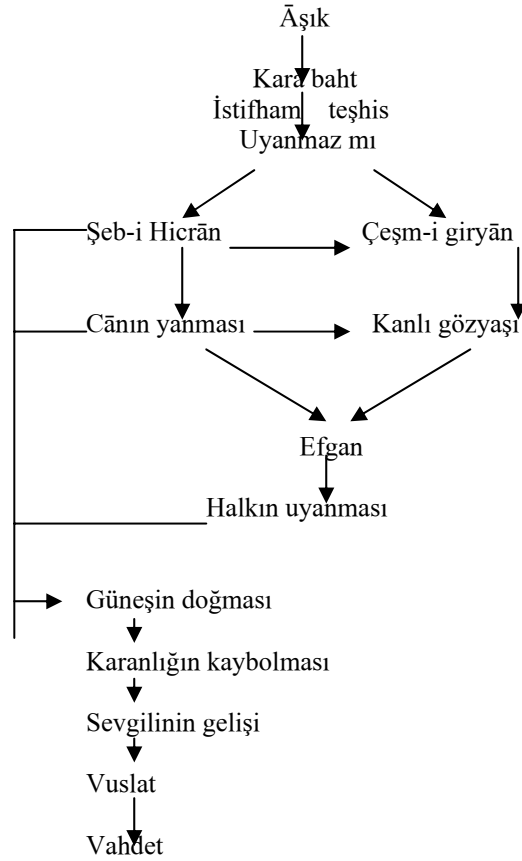 Āşık
Kara baht
İstifham teşhis
Uyanmaz mı
Şeb-i Hicrān Çeşm-i giryān
Cānın yanması Kanlı gözyaşı
Efgan
Halkın uyanması
Güneşin doğması
Karanlığın kaybolması
Sevgilinin gelişi
Vuslat
Vahdet